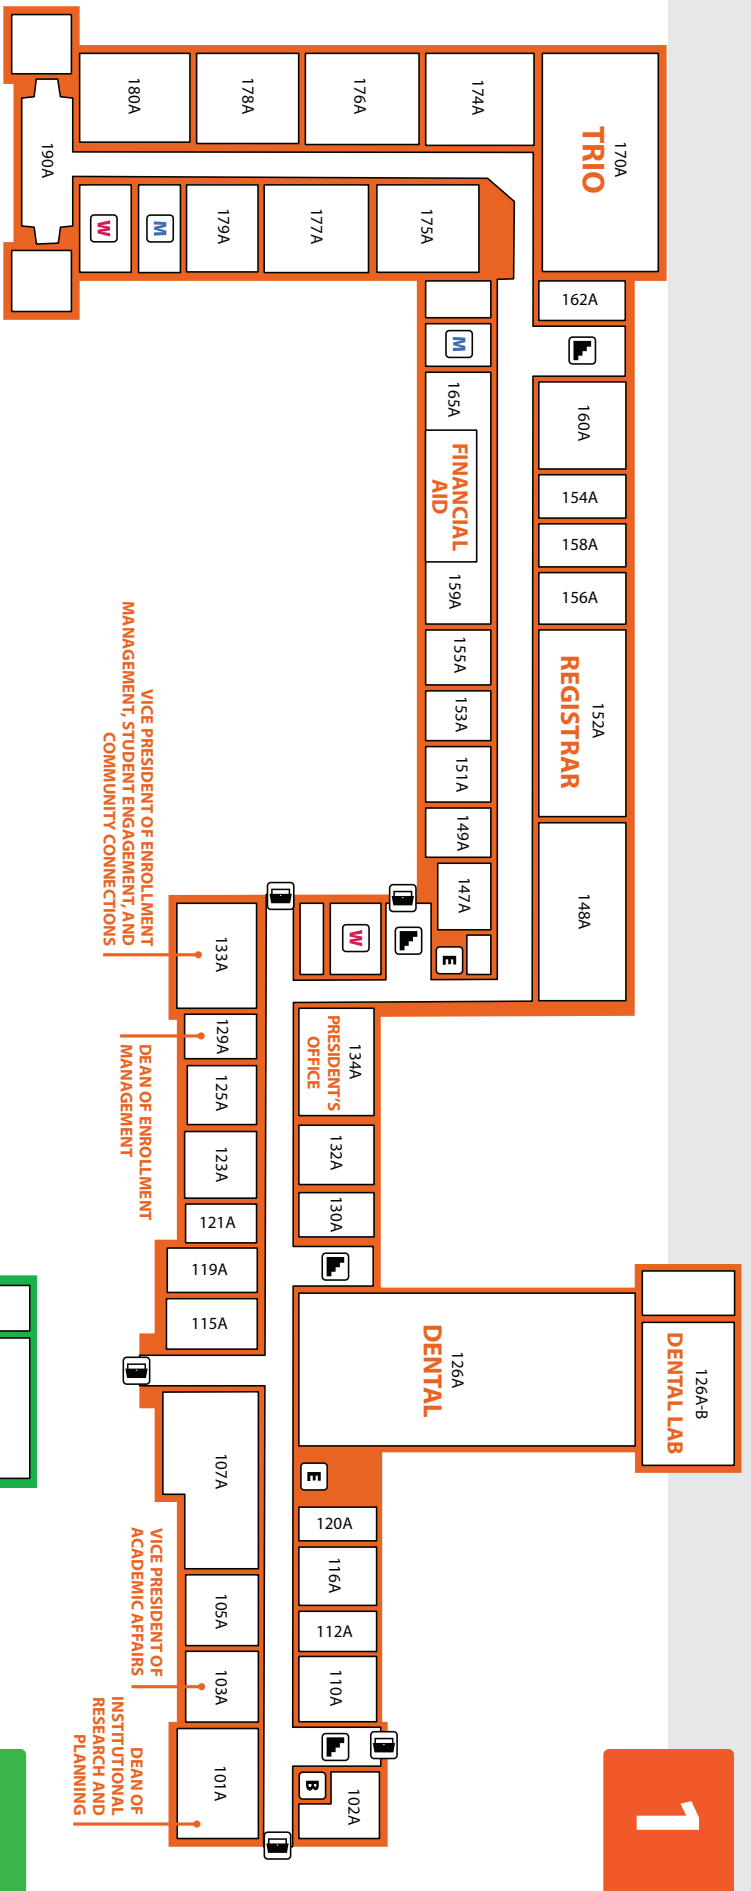 180A
178A
176A
174A
170A
TRIO
190A
W
M
179A
177A
175A
162A
M
165A
FINANCIAL
AID
159A
160A
154A
158A
156A
155A
153A
151A
149A
147A
152A
REGISTRAR
148A
E
W
VICE PRESIDENT OF ENROLLMENT
MANAGEMENT, STUDENT ENGAGEMENT, AND
COMMUNITY CONNECTIONS
133A
129A
DEAN OF ENROLLMENT
MANAGEMENT
125A
123A
121A
119A
115A
134A
PRESIDENT'S
OFFICE
132A
130A
126A
DENTAL
126A-B
DENTAL LAB
E
107A
120A
116A
112A
110A
105A
103A
VICE PRESIDENT OF
ACADEMIC AFFAIRS
101A
DEAN OF
INSTITUTIONAL
RESEARCH AND
PLANNING
B
102A
1